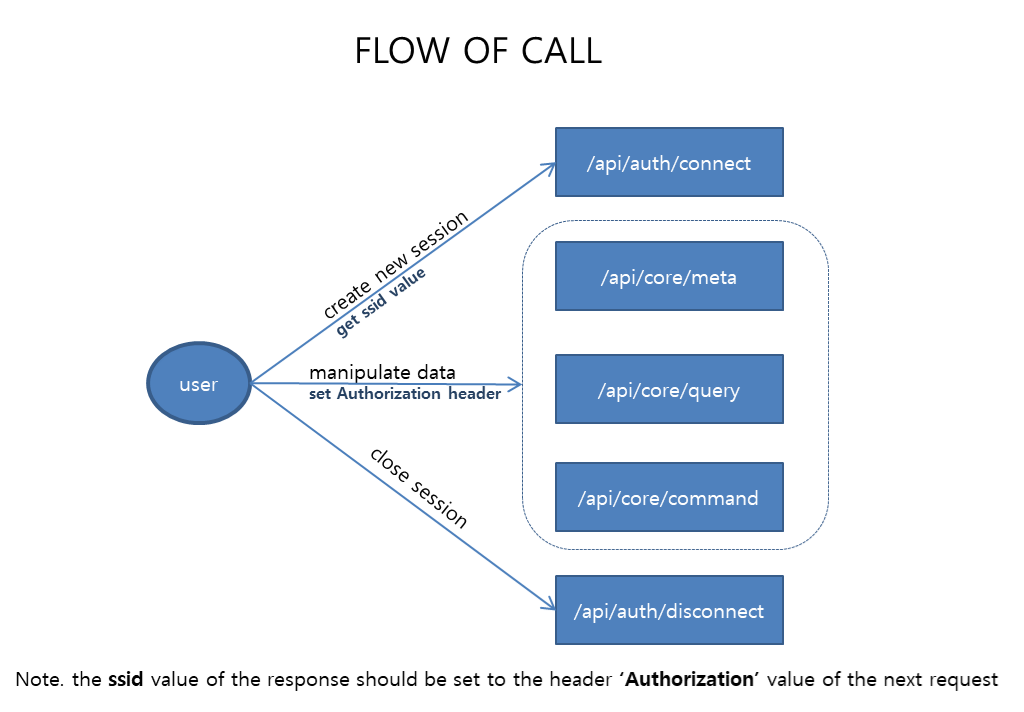 FLOW OF CALL
/api/auth/connect
create new session
get ssid value
/api/core/meta
user
manipulate data
set Authorization header
/api/core/query
close session
/api/core/command
/api/auth/disconnect
Note. the ssid value of the response should be set to the header ‘Authorization’ value of the next request